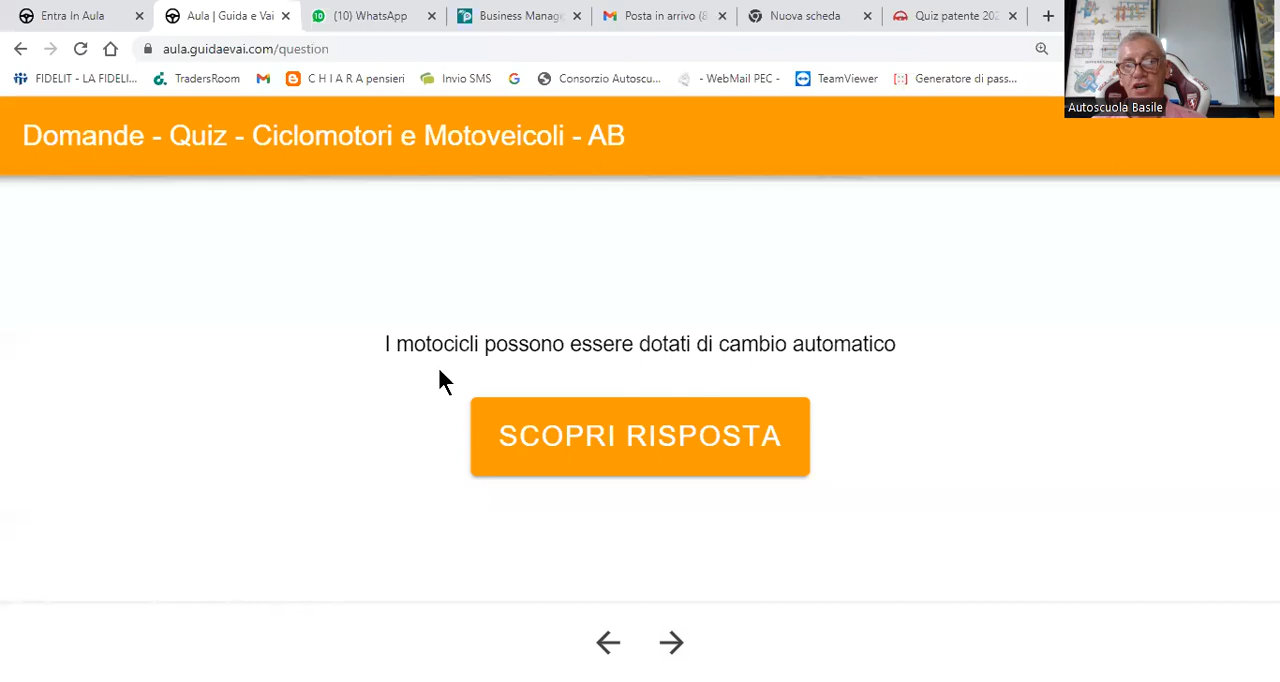 Entra In Aula
Aula | Guida e Vai
(10) WhatsApp
Business Manag
Posta in arrivo (8
Nuova scheda
Quiz patente 202
aula.guidaevai.com/question
FIDELIT - LA FIDELI...
TradersRoom
C H I A R A pensieri
Invio SMS
Consorzio Autoscu...
- WebMail PEC -
TeamViewer
Generatore di pass...
Autoscuola Basile
Domande - Quiz - Ciclomotori e Motoveicoli - AB
I motocicli possono essere dotati di cambio automatico
SCOPRI RISPOSTA